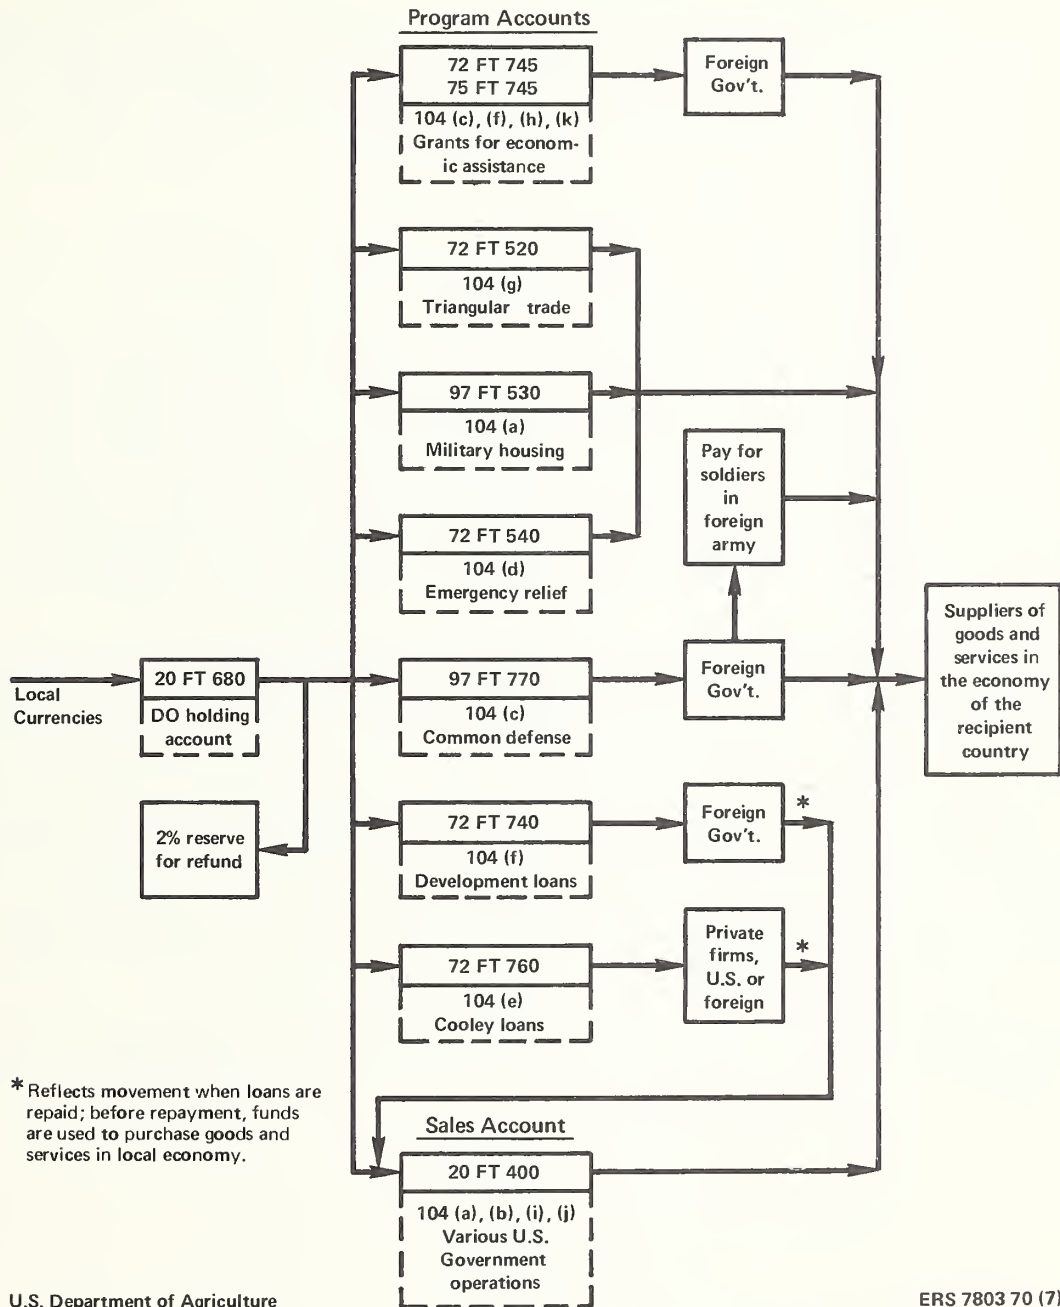 Program Accounts
72 FT 745
75 FT 745
104 (c), (f), (h), (k)
Grants for econom-
ic assistance
Foreign
Gov't.
72 FT 520
104 (g)
Triangular trade
97 FT 530
104 (a)
Military housing
Pay for
soldiers
in
foreign
army
72 FT 540
104 (d)
Emergency relief
Local
Currencies
20 FT 680
DO holding
account
97 FT 770
104 (c)
Common defense
Foreign
Gov't.
Suppliers of
goods and
services in
the economy
of the
recipient
country
2% reserve
for refund
72 FT 740
104 (f)
Development loans
Foreign
Gov't.
*
72 FT 760
104 (e)
Cooley loans
Private
firms,
U.S. or
foreign
*
* Reflects movement when loans are
repaid; before repayment, funds
are used to purchase goods and
services in local economy.
Sales Account
20 FT 400
104 (a), (b), (i), (j)
Various U.S.
Government
operations
U.S. Department of Agriculture
ERS 7803 70 (7)